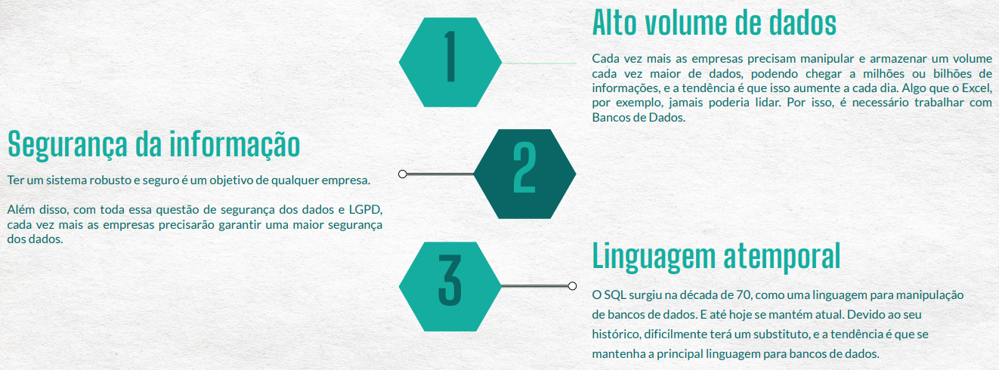 1
Alto volume de dados
Cada vez mais as empresas precisam manipular e armazenar um volume
cada vez maior de dados, podendo chegar a milhões ou bilhões de
informações, e a tendência é que isso aumente a cada dia. Algo que o Excel,
por exemplo, jamais poderia lidar. Por isso, é necessário trabalhar com
Bancos de Dados.
2
Segurança da informação
Ter um sistema robusto e seguro é um objetivo de qualquer empresa.
Além disso, com toda essa questão de segurança dos dados e LGPD,
cada vez mais as empresas precisarão garantir uma maior segurança
dos dados.
3
Linguagem atemporal
O SQL surgiu na década de 70, como uma linguagem para manipulação
de bancos de dados. E até hoje se mantém atual. Devido ao seu
histórico, dificilmente terá um substituto, e a tendência é que se
mantenha a principal linguagem para bancos de dados.